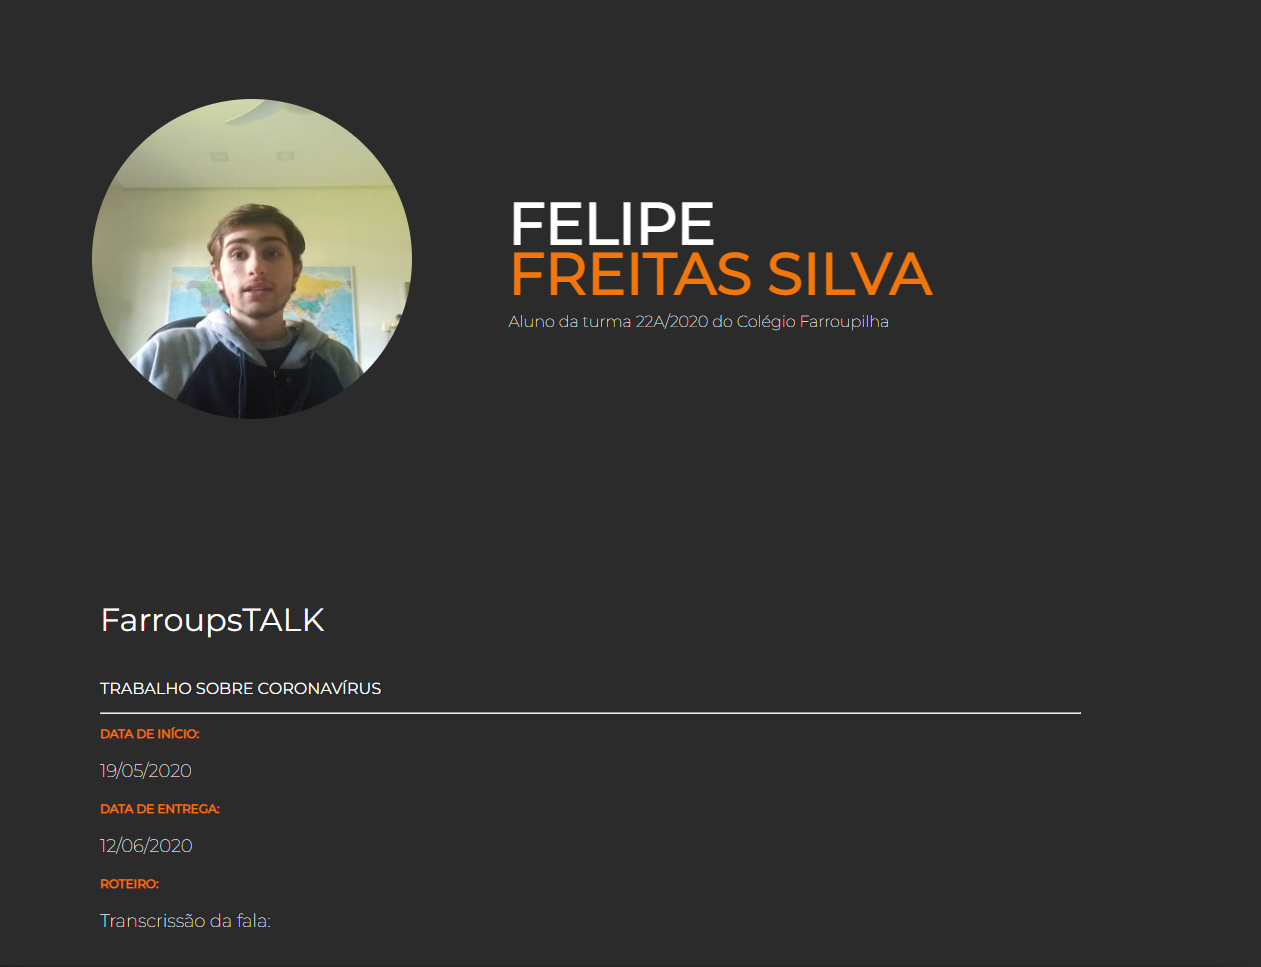 FELIPE
FREITAS SILVA
Aluno da turma 22A/2020 do Colégio Farroupilha
FarroupsTALK
TRABALHO SOBRE CORONAVÍRUS
DATA DE INÍCIO:
19/05/2020
DATA DE ENTREGA:
12/06/2020
ROTEIRO:
Transcrissão da fala: